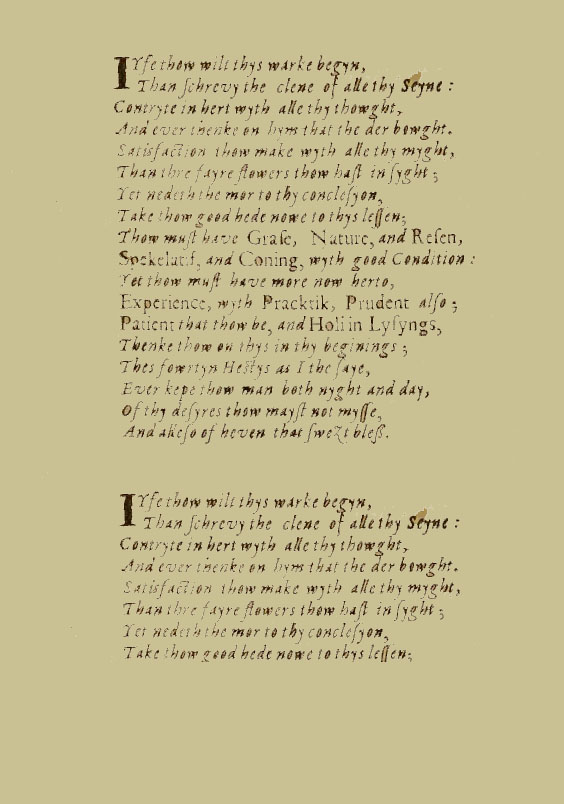 IYfe thow wilt thys warke begyn,
Than ſchrevy the clene of alle thy Seyne :
Contryte in hert wyth alle thy thowght,
And ever thenke on hym that the der bowght.
Satisfaction thow make wyth alle thy myght,
Than thre fayre flowers thow haſt in ſyght ;
Yet nedeth the mor to thy concleſyon,
Take thow good hede nowe to thys leſſen;
Thow muſt have Graſe, Nature, and Reſen,
Spekelatif, and Coning, wyth good Condition :
Yet thow muſt have more now herto,
Experience, wyth Pracktik, Prudent alſo ;
Patient that thow be, and Holi in Lyfyngs,
Thenke thow on thys in thy beginings ;
Thes fowrtyn Heſtys as I the ſaye,
Ever kepe thow man both nyght and day,
Of thy deſyres thow mayſt not myſſe,
And alleſo of heven that ſwezt bleß.
IYfe thow wilt thys warke begyn,
Than ſchrevy the clene of alle thy Seyne :
Contryte in hert wyth alle thy thowght,
And ever thenke on hym that the der bowght.
Satisfaction thow make wyth alle thy myght,
Than thre fayre flowers thow haſt in ſyght ;
Yet nedeth the mor to thy concleſyon,
Take thow good hede nowe to thys leſſen;